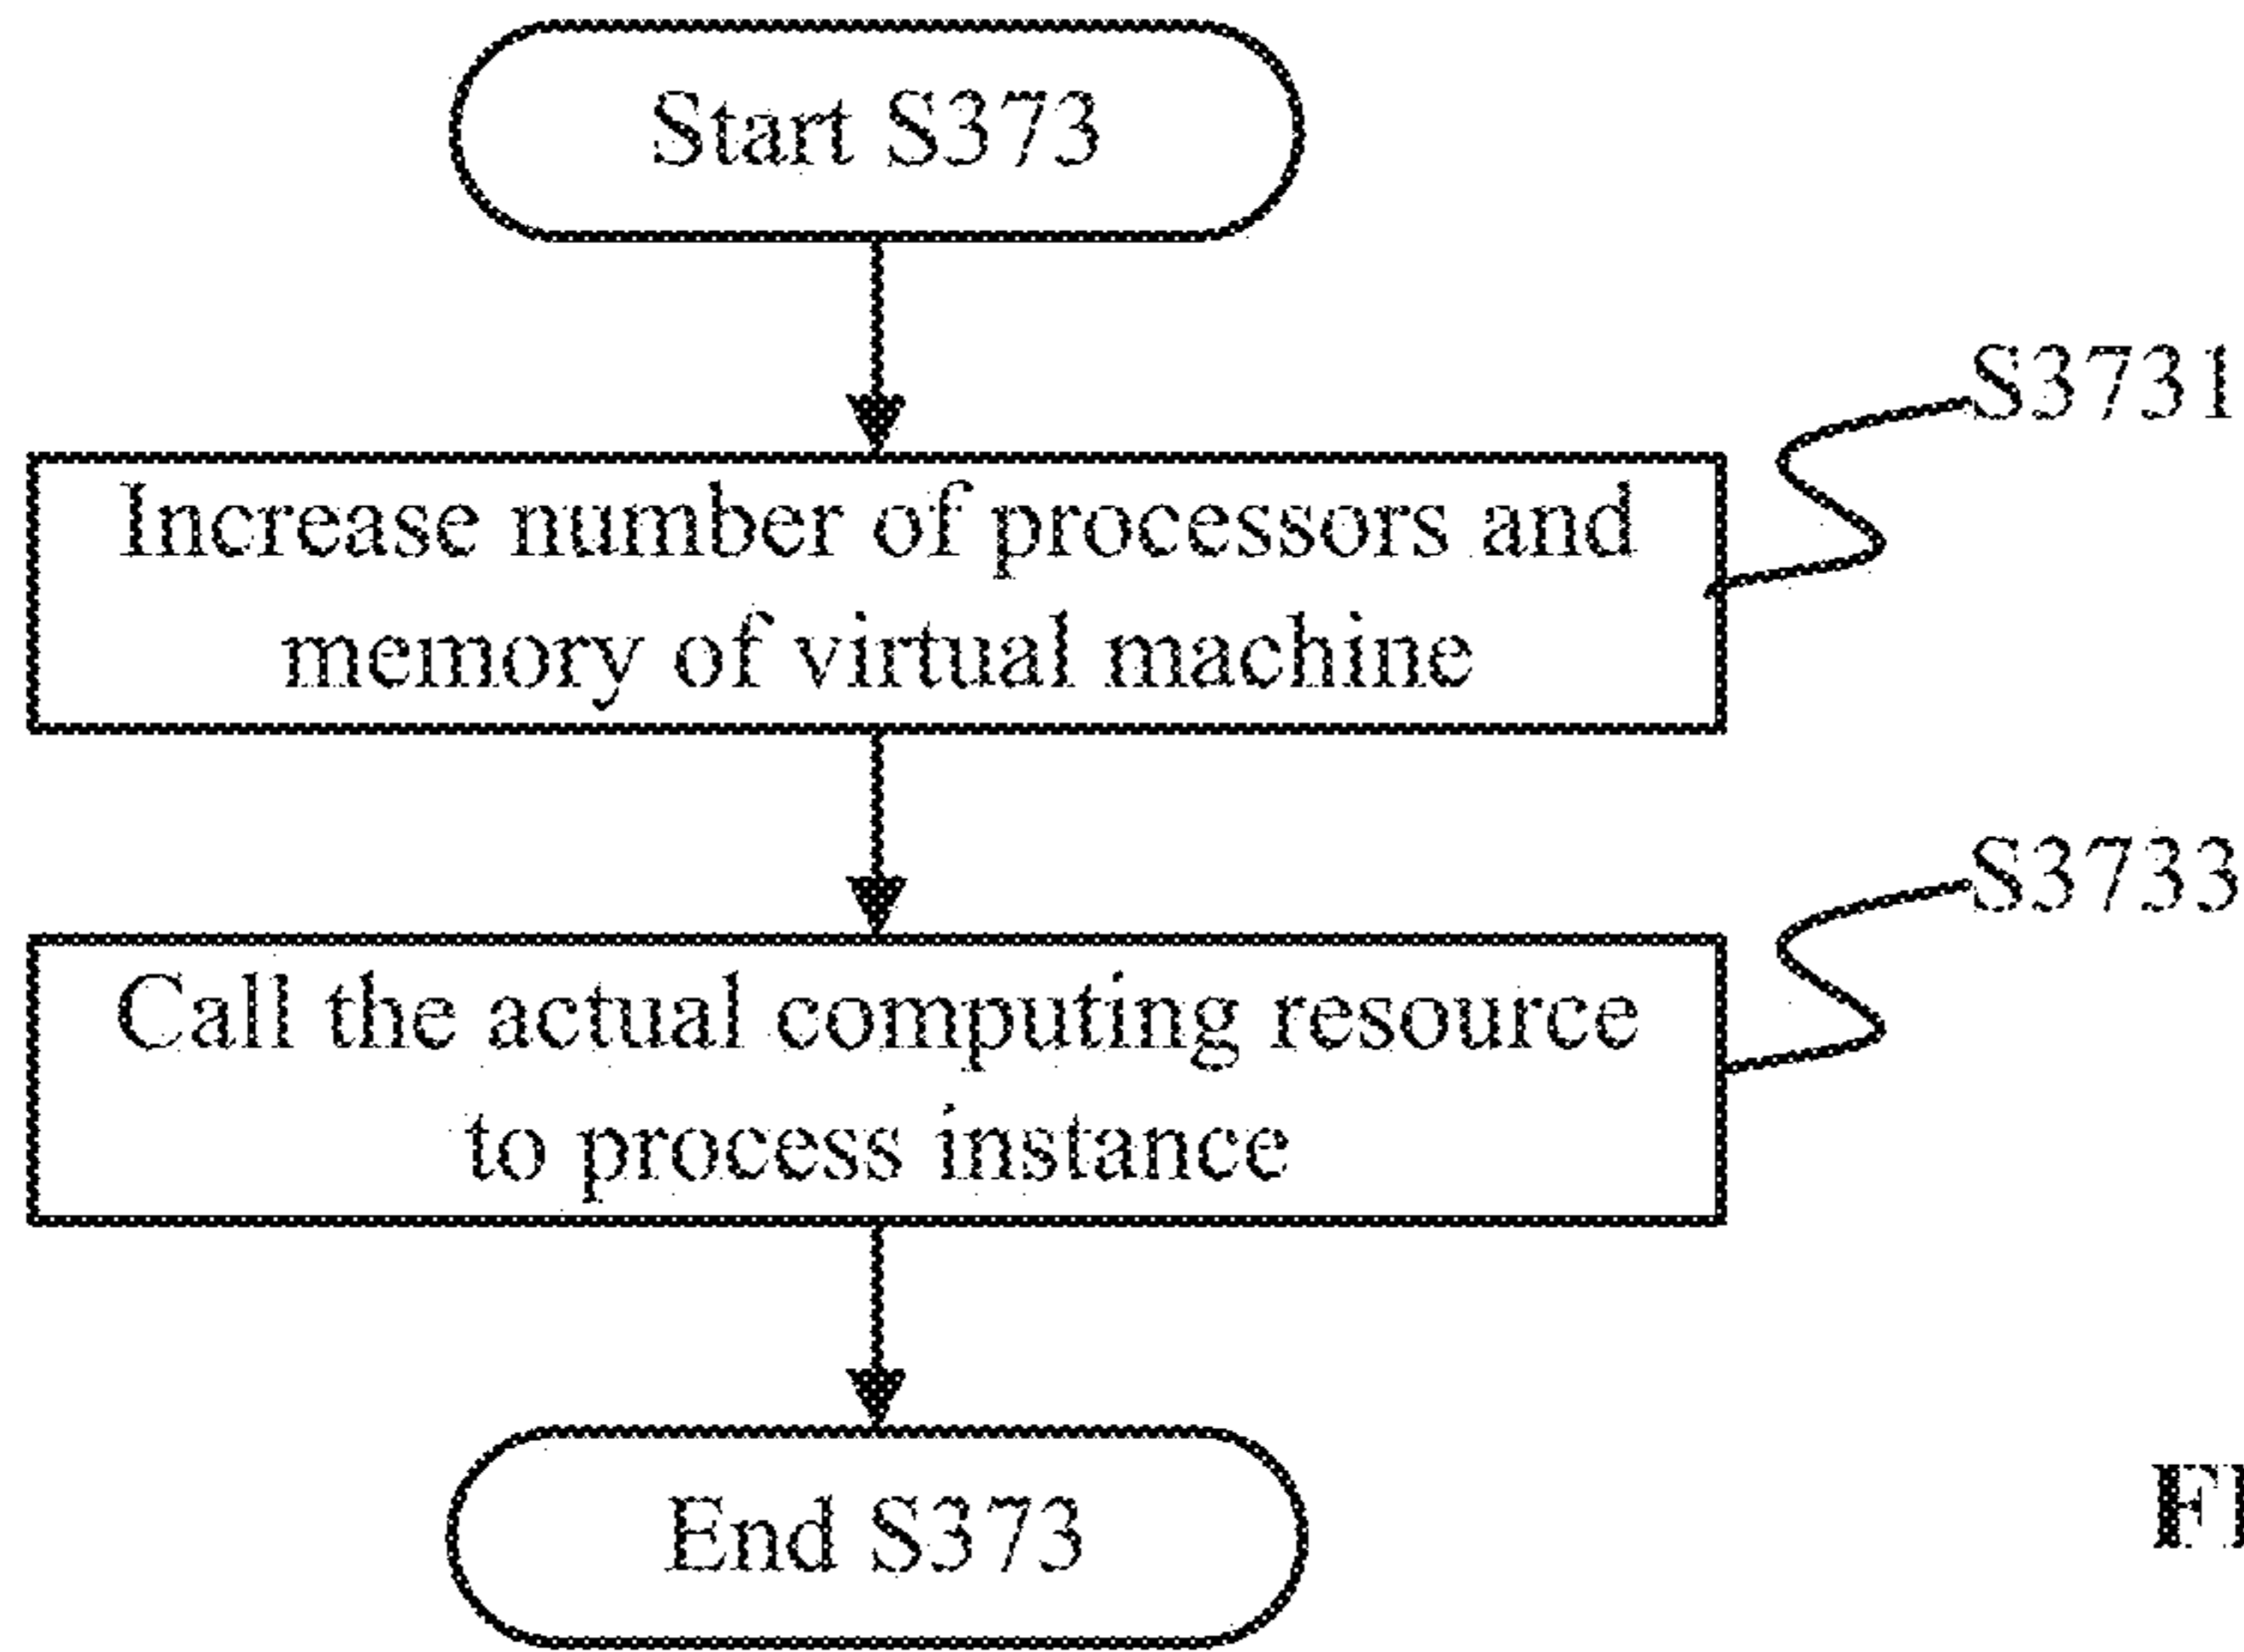 Start S373
S3731
Increase number of processors and
memory of virtual machine
S3733
Call the actual computing resource
to process instance
End S373